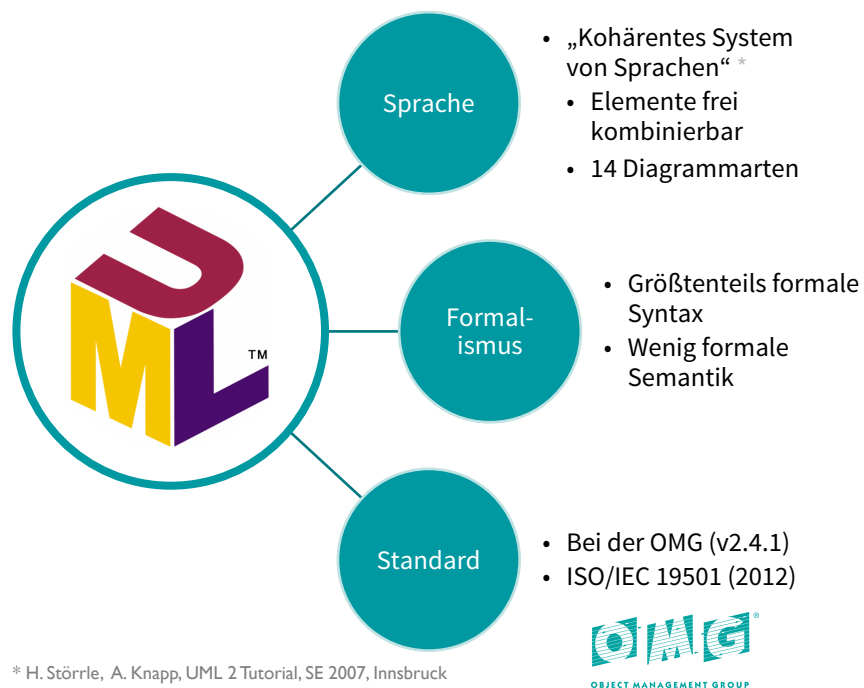 UML
TM
Sprache
• „Kohärentes System
von Sprachen“ *
• Elemente frei
kombinierbar
• 14 Diagrammarten
Formal-
ismus
• Größtenteils formale
Syntax
• Wenig formale
Semantik
Standard
• Bei der OMG (v2.4.1)
• ISO/IEC 19501 (2012)
OMG®
OBJECT MANAGEMENT GROUP
* H. Störrle, A. Knapp, UML 2 Tutorial, SE 2007, Innsbruck